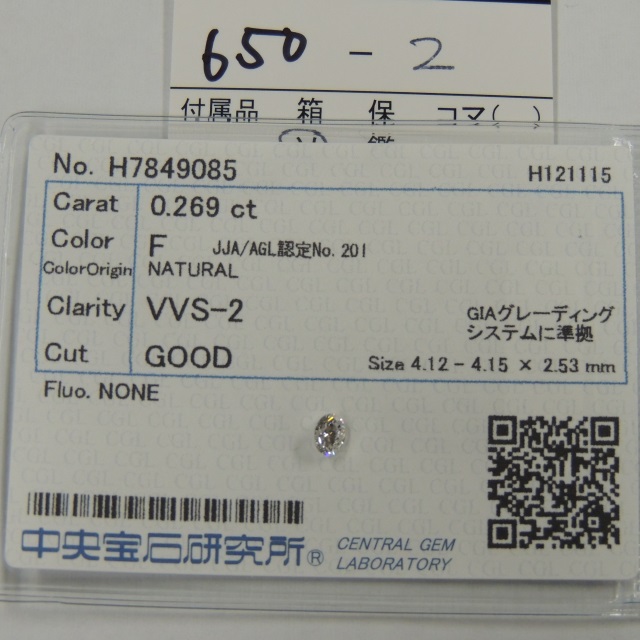 650 - 2
付属品 箱 保 コマ( )
No. H7849085 H121115
Carat 0.269 ct
Color F JJA/AGL認定No. 201
ColorOrigin NATURAL
Clarity VVS-2 GIAグレーディング
システムに準拠
Cut GOOD Size 4.12 - 4.15 × 2.53 mm
Fluo. NONE
中央宝石研究所® CENTRAL GEM
LABORATORY